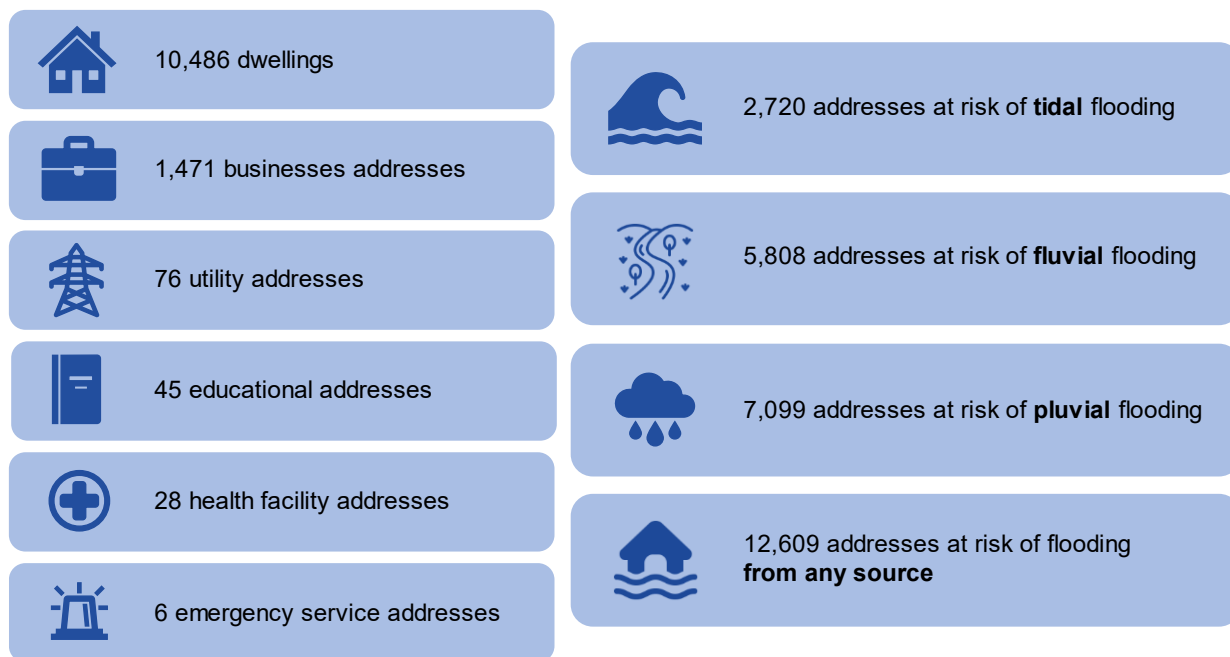 10,486 dwellings
1,471 businesses addresses
76 utility addresses
45 educational addresses
28 health facility addresses
6 emergency service addresses
2,720 addresses at risk of tidal flooding
5,808 addresses at risk of fluvial flooding
7,099 addresses at risk of pluvial flooding
12,609 addresses at risk of flooding
from any source